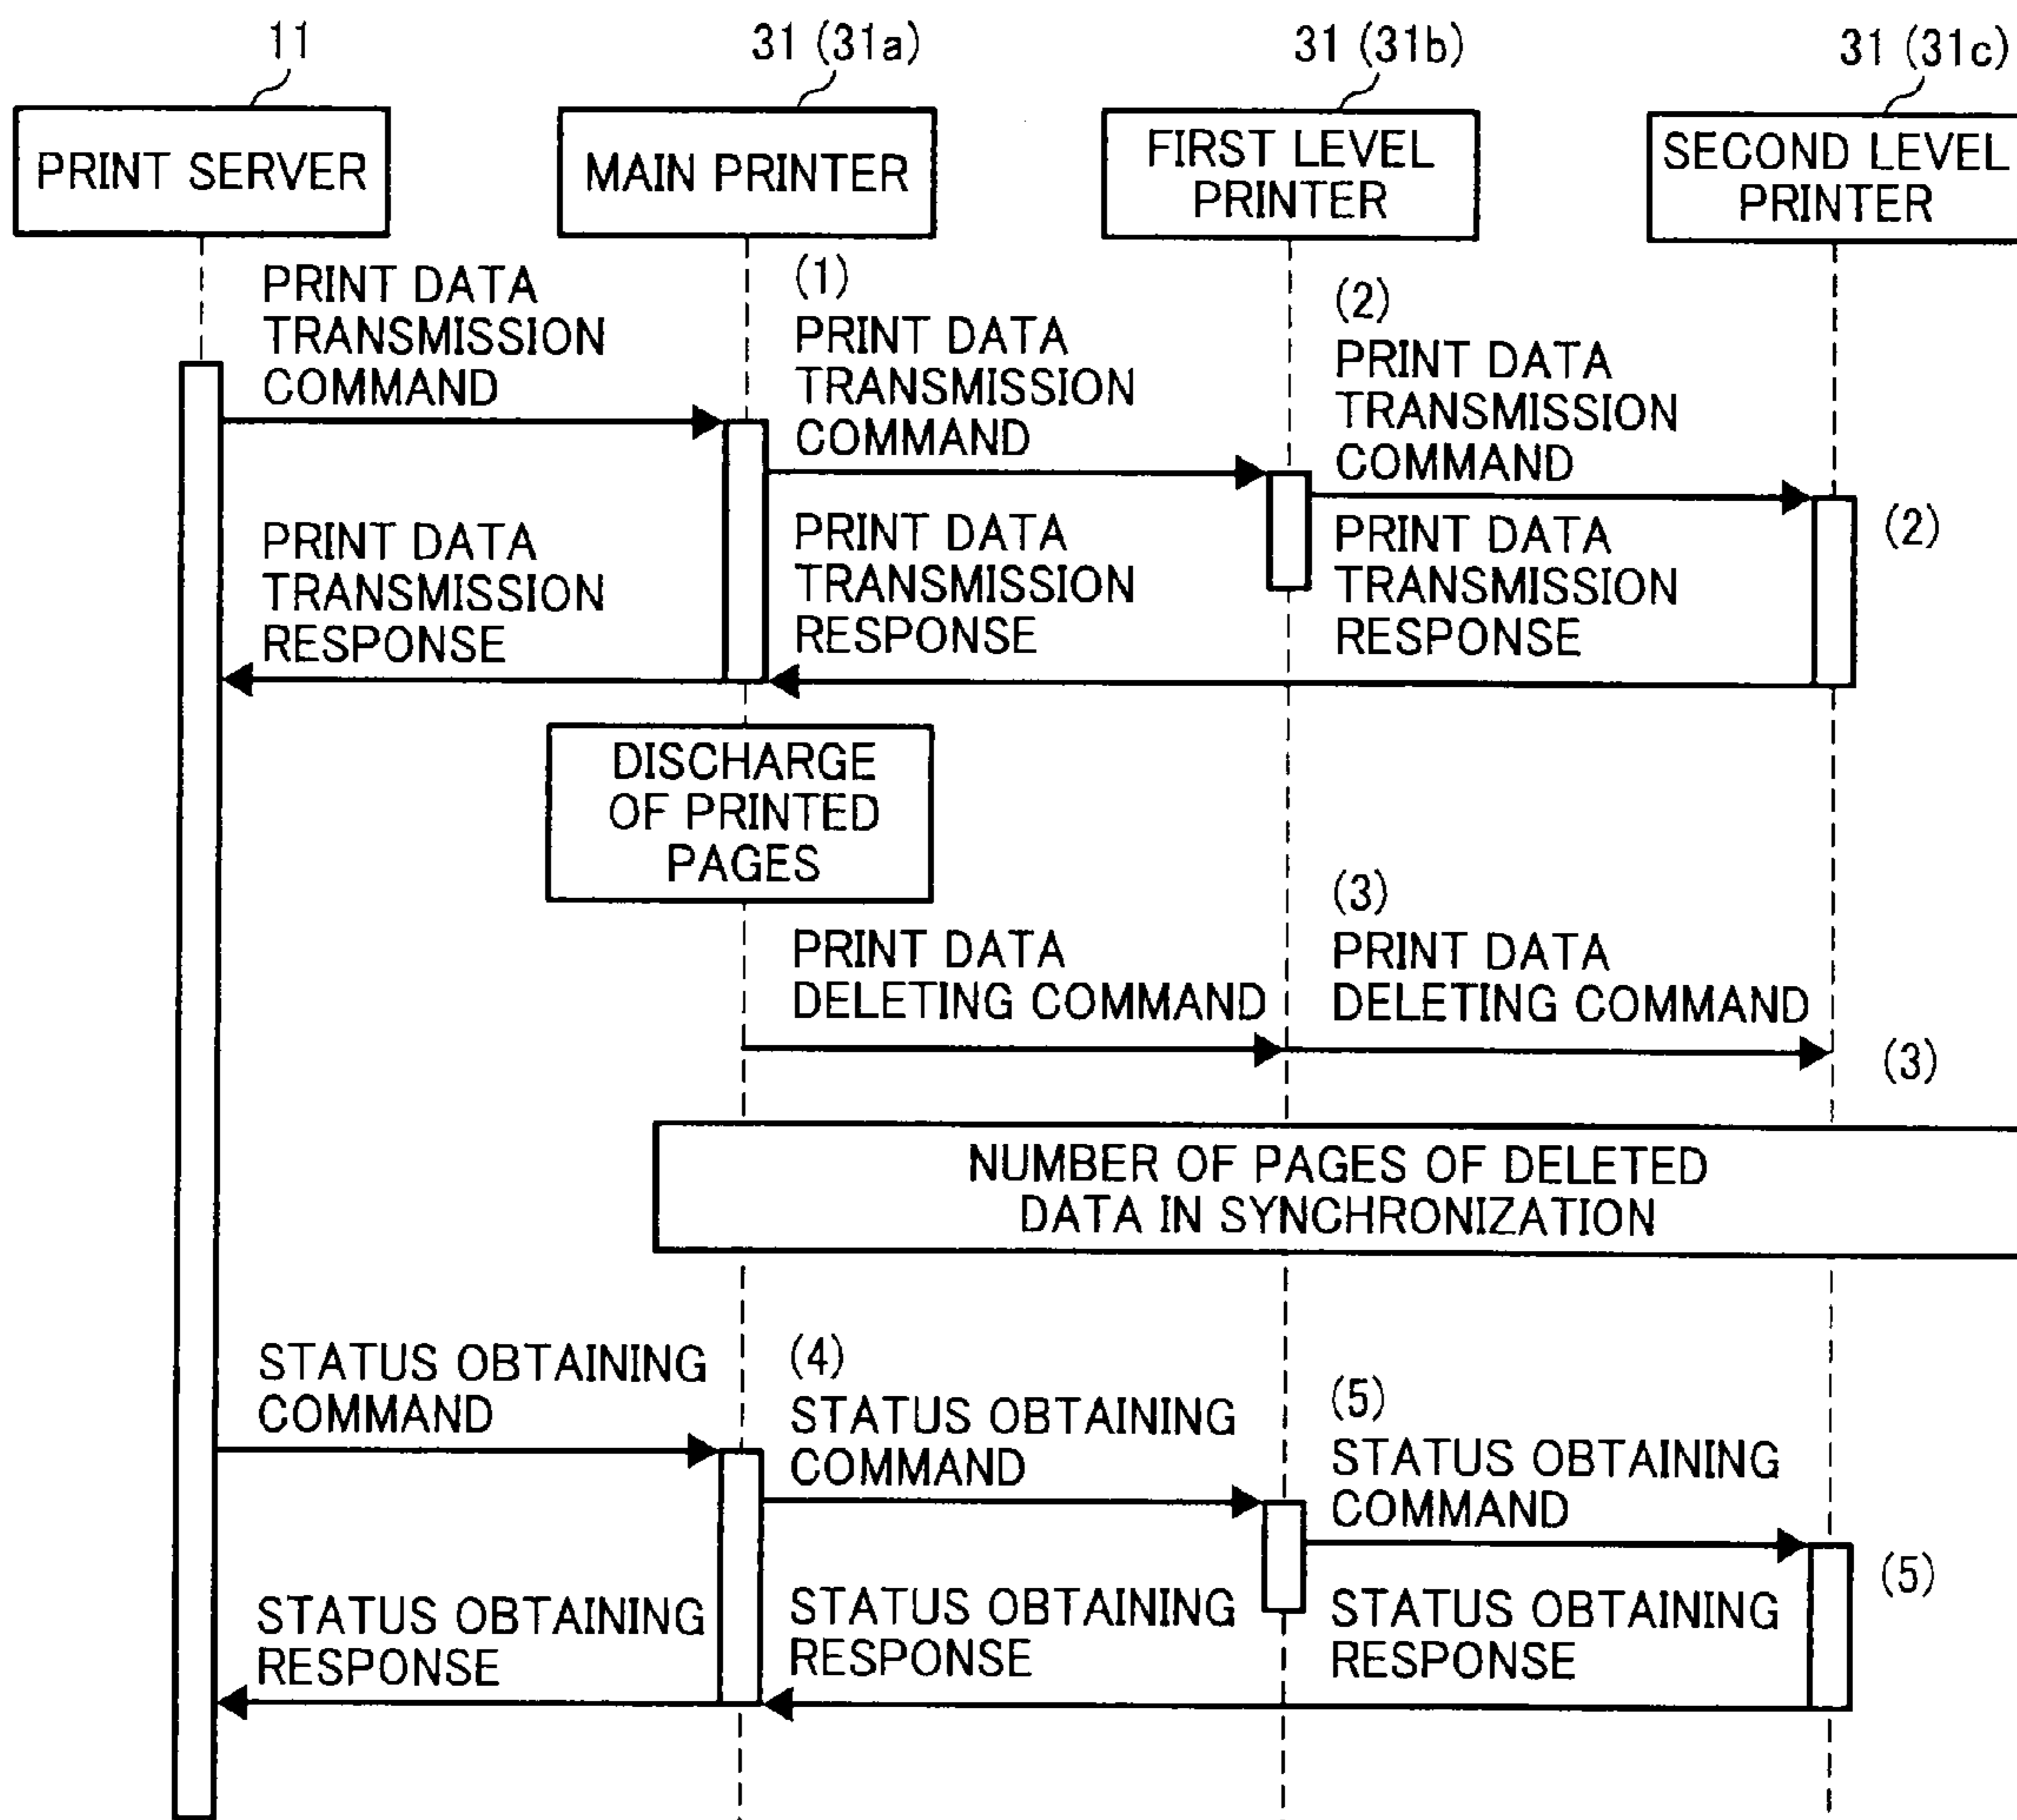 11
31 (31a)
31 (31b)
31 (31c)
PRINT SERVER
MAIN PRINTER
FIRST LEVEL
PRINTER
SECOND LEVEL
PRINTER
PRINT DATA
TRANSMISSION
COMMAND
(1)
PRINT DATA
TRANSMISSION
COMMAND
(2)
PRINT DATA
TRANSMISSION
COMMAND
(2)
PRINT DATA
TRANSMISSION
RESPONSE
PRINT DATA
TRANSMISSION
RESPONSE
PRINT DATA
TRANSMISSION
RESPONSE
DISCHARGE
OF PRINTED
PAGES
PRINT DATA
DELETING COMMAND
(3)
PRINT DATA
DELETING COMMAND
(3)
NUMBER OF PAGES OF DELETED
DATA IN SYNCHRONIZATION
STATUS OBTAINING
COMMAND
(4)
STATUS OBTAINING
COMMAND
(5)
STATUS OBTAINING
COMMAND
(5)
STATUS OBTAINING
RESPONSE
STATUS OBTAINING
RESPONSE
STATUS OBTAINING
RESPONSE